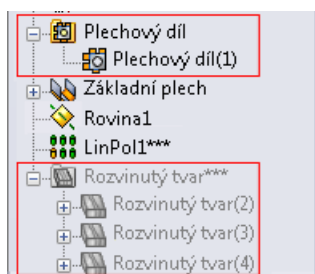 Plechový díl
Plechový díl(1)
Základní plech
Rovina1
LinPol1***
Rozvinutý tvar***
Rozvinutý tvar(2)
Rozvinutý tvar(3)
Rozvinutý tvar(4)